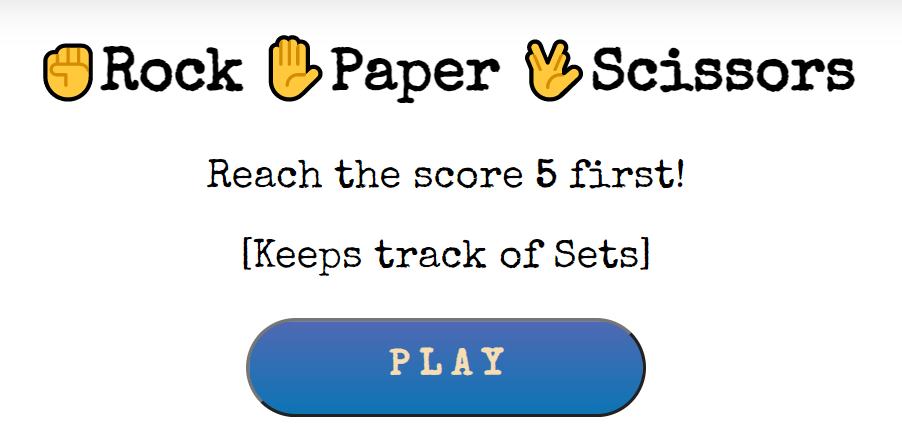 Rock Paper Scissors
Reach the score 5 first!
[Keeps track of Sets]
PLAY